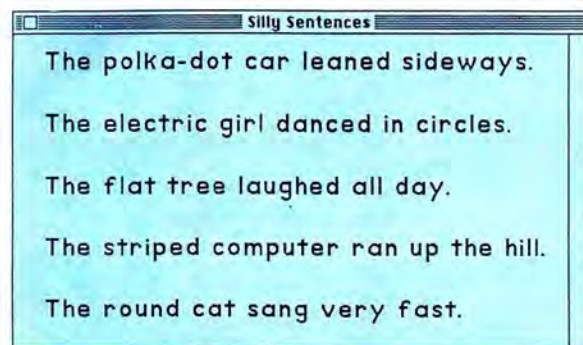 Silly Sentences
The polka-dot car leaned sideways.
The electric girl danced in circles.
The flat tree laughed all day.
The striped computer ran up the hill.
The round cat sang very fast.